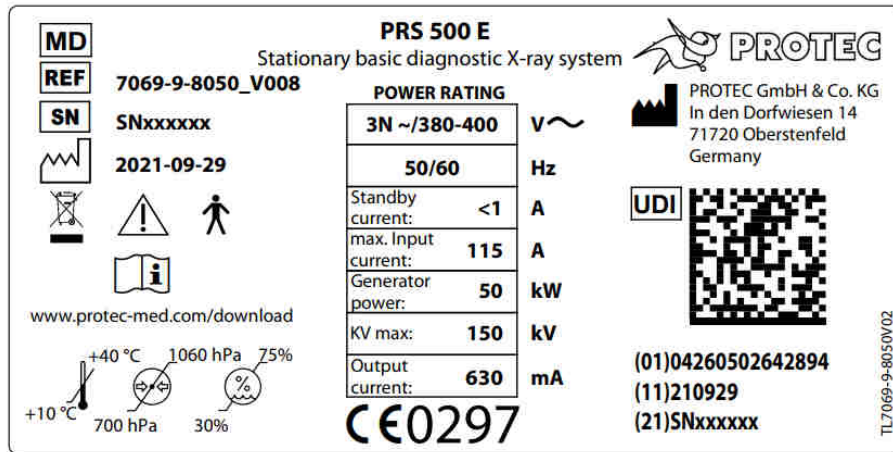 MD
REF 7069-9-8050_V008
SN SNxxxxxx
2021-09-29
www.protec-med.com/download
+40 °C
+10 °C
1060 hPa
700 hPa
75%
%
30%
PRS 500 E
Stationary basic diagnostic X-ray system
POWER RATING
3N ~/380-400 V~
50/60 Hz
Standby
current: <1 A
max. Input
current: 115 A
Generator
power: 50 kW
KV max: 150 kV
Output
current: 630 mA
CE0297
PROTEC
PROTEC GmbH & Co. KG
In den Dorfwiesen 14
71720 Oberstenfeld
Germany
UDI
(01)04260502642894
(11)210929
(21)SNxxxxxx
TL7069-9-8050V02